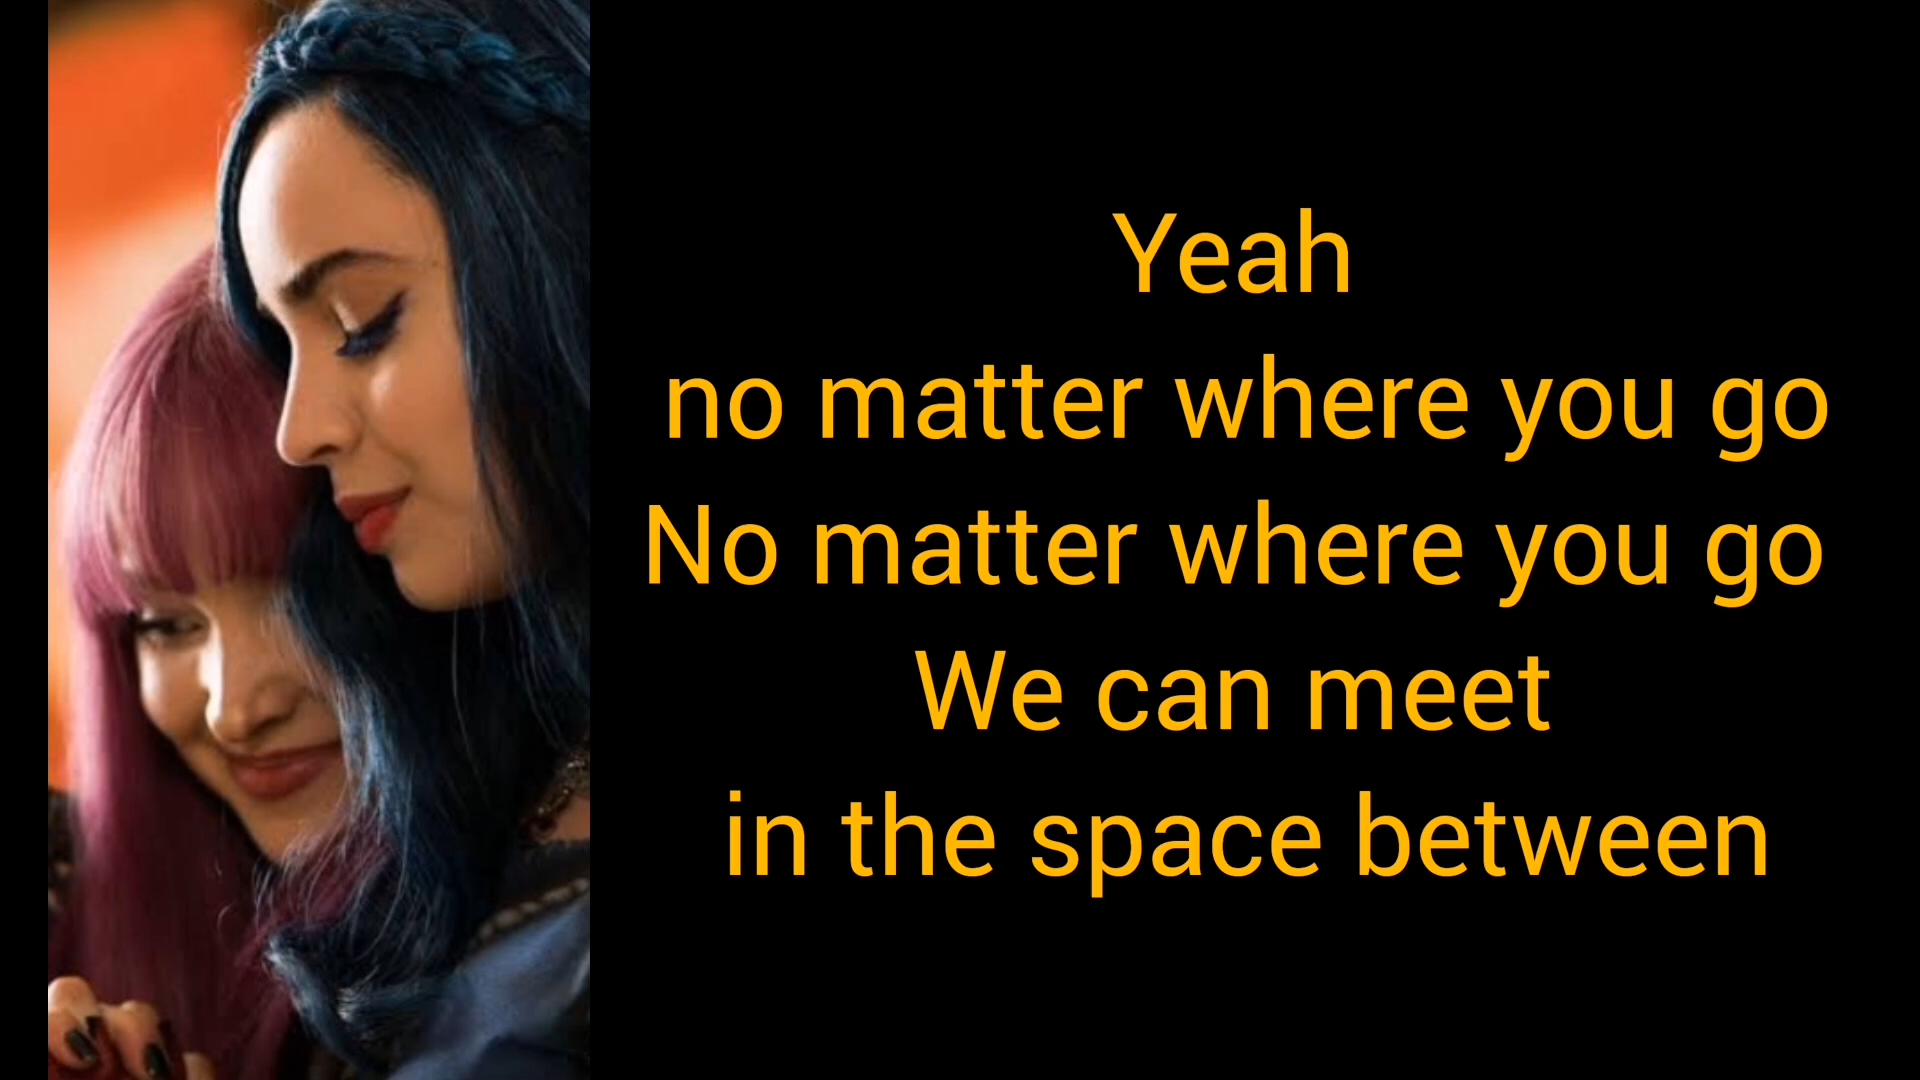 Yeah
no matter where you go
No matter where you go
We can meet
in the space between